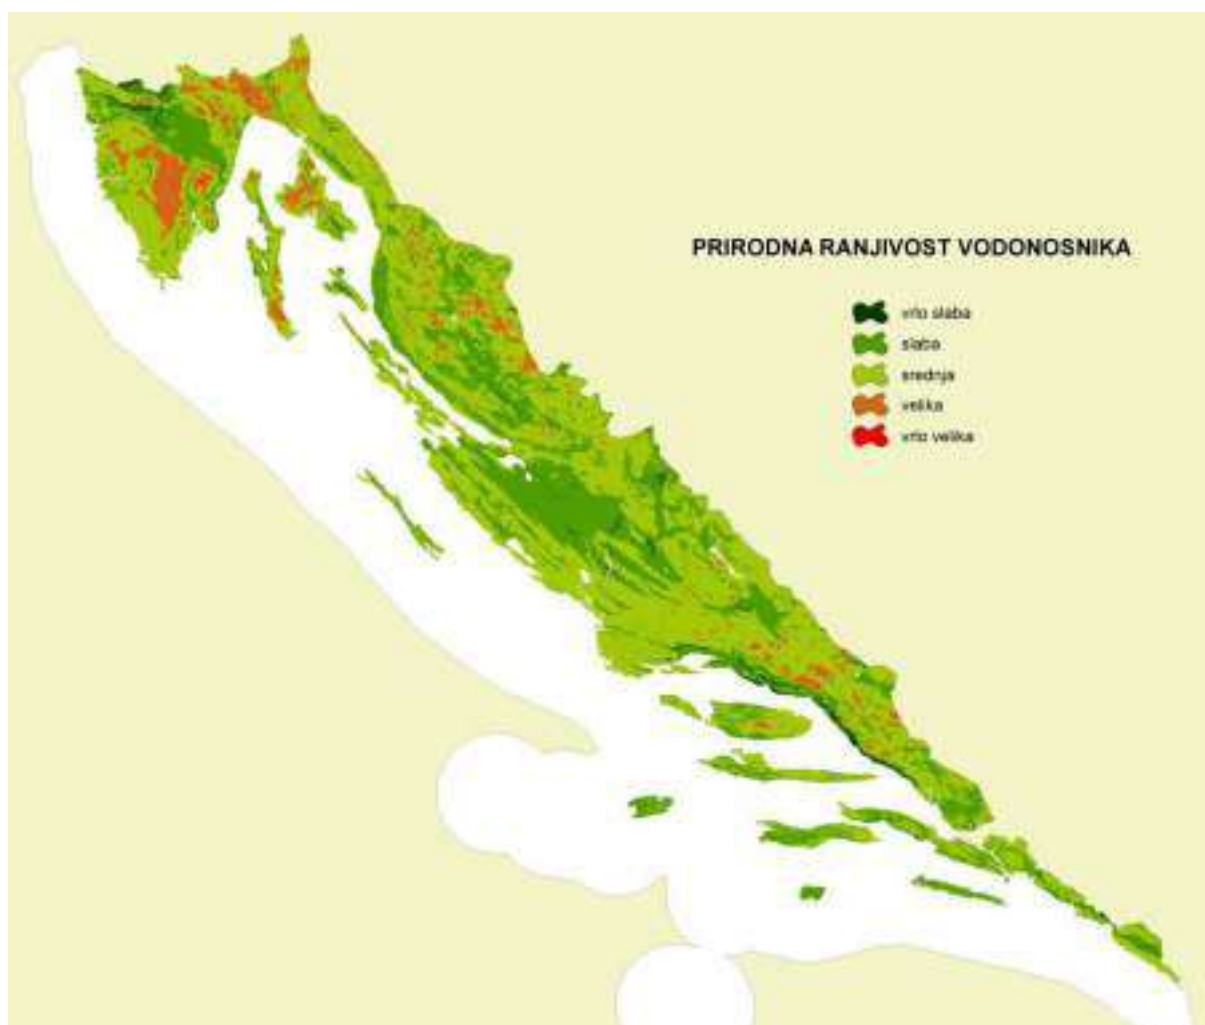 PRIRODNA RANJIVOST VODONOSNIKA
vrlo slaba
slaba
srednja
velika
vrlo velika